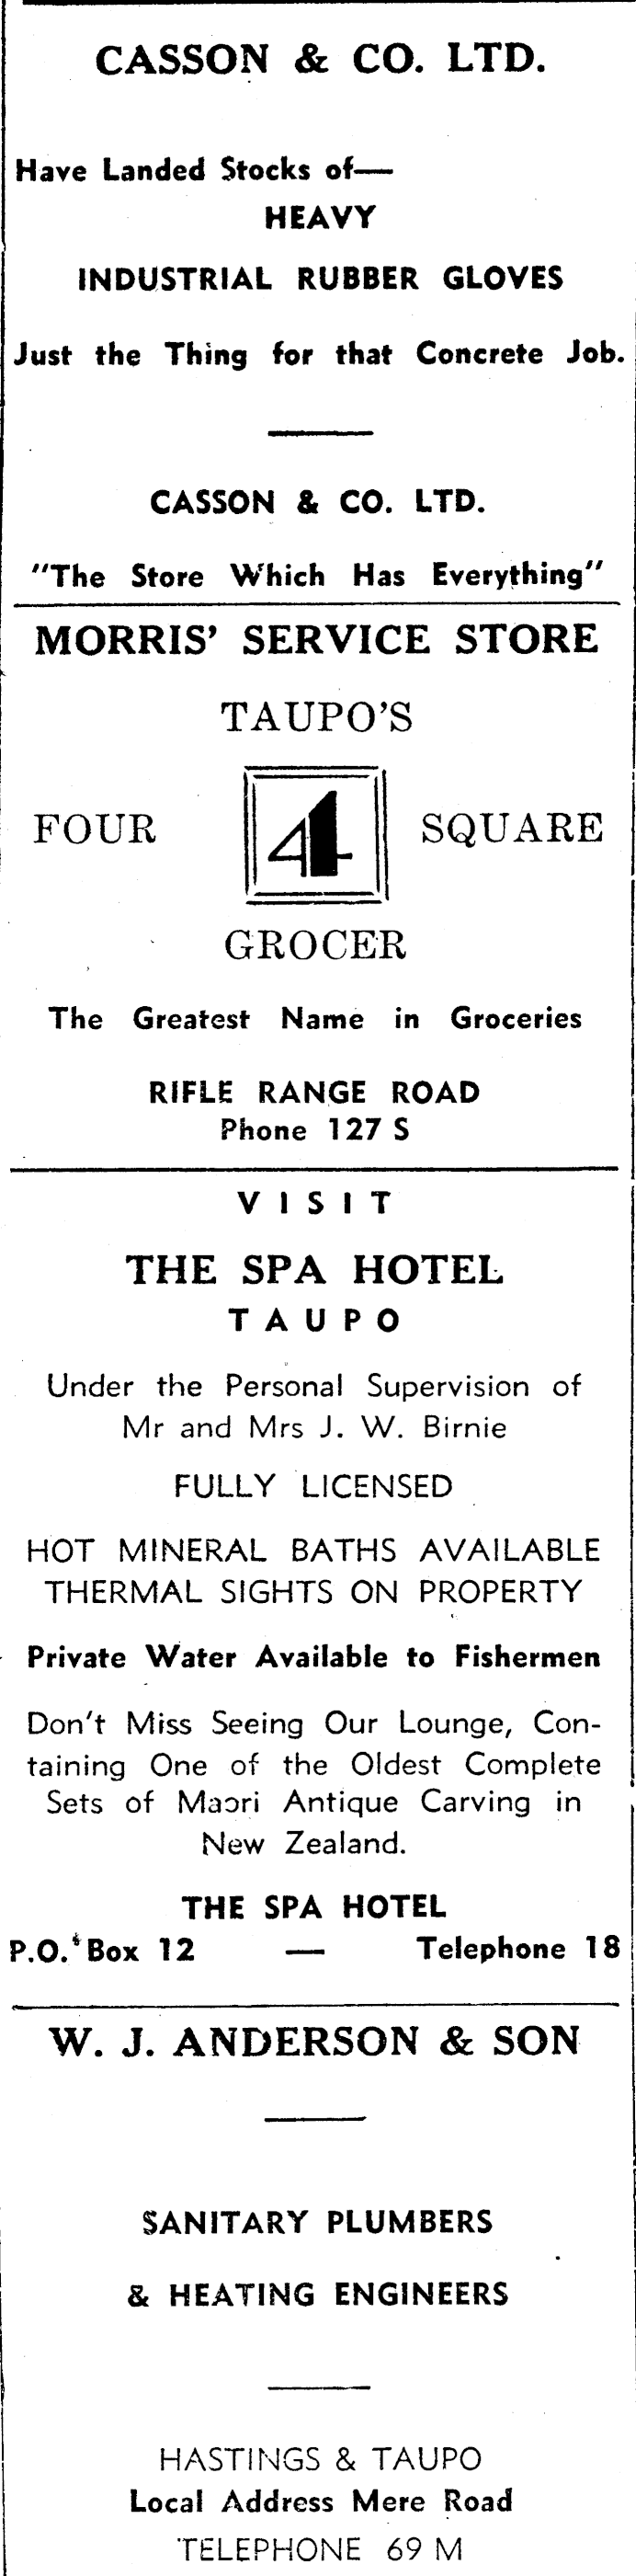 CASSON & CO. LTD.
Have Landed Stocks of—
HEAVY
INDUSTRIAL RUBBER GLOVES
Just the Thing for that Concrete Job.
CASSON & CO. LTD.
"The Store Which Has Everything"
MORRIS' SERVICE STORE
TAUPO'S
FOUR 4 SQUARE
GROCER
The Greatest Name in Groceries
RIFLE RANGE ROAD
Phone 127 S
VISIT
THE SPA HOTEL
TAUPO
Under the Personal Supervision of
Mr and Mrs J. W. Birnie
FULLY LICENSED
HOT MINERAL BATHS AVAILABLE
THERMAL SIGHTS ON PROPERTY
Private Water Available to Fishermen
Don't Miss Seeing Our Lounge, Con-
taining One of the Oldest Complete
Sets of Maori Antique Carving in
New Zealand.
THE SPA HOTEL
P.O. Box 12 — Telephone 18
W. J. ANDERSON & SON
SANITARY PLUMBERS
& HEATING ENGINEERS
HASTINGS & TAUPO
Local Address Mere Road
TELEPHONE 69 M